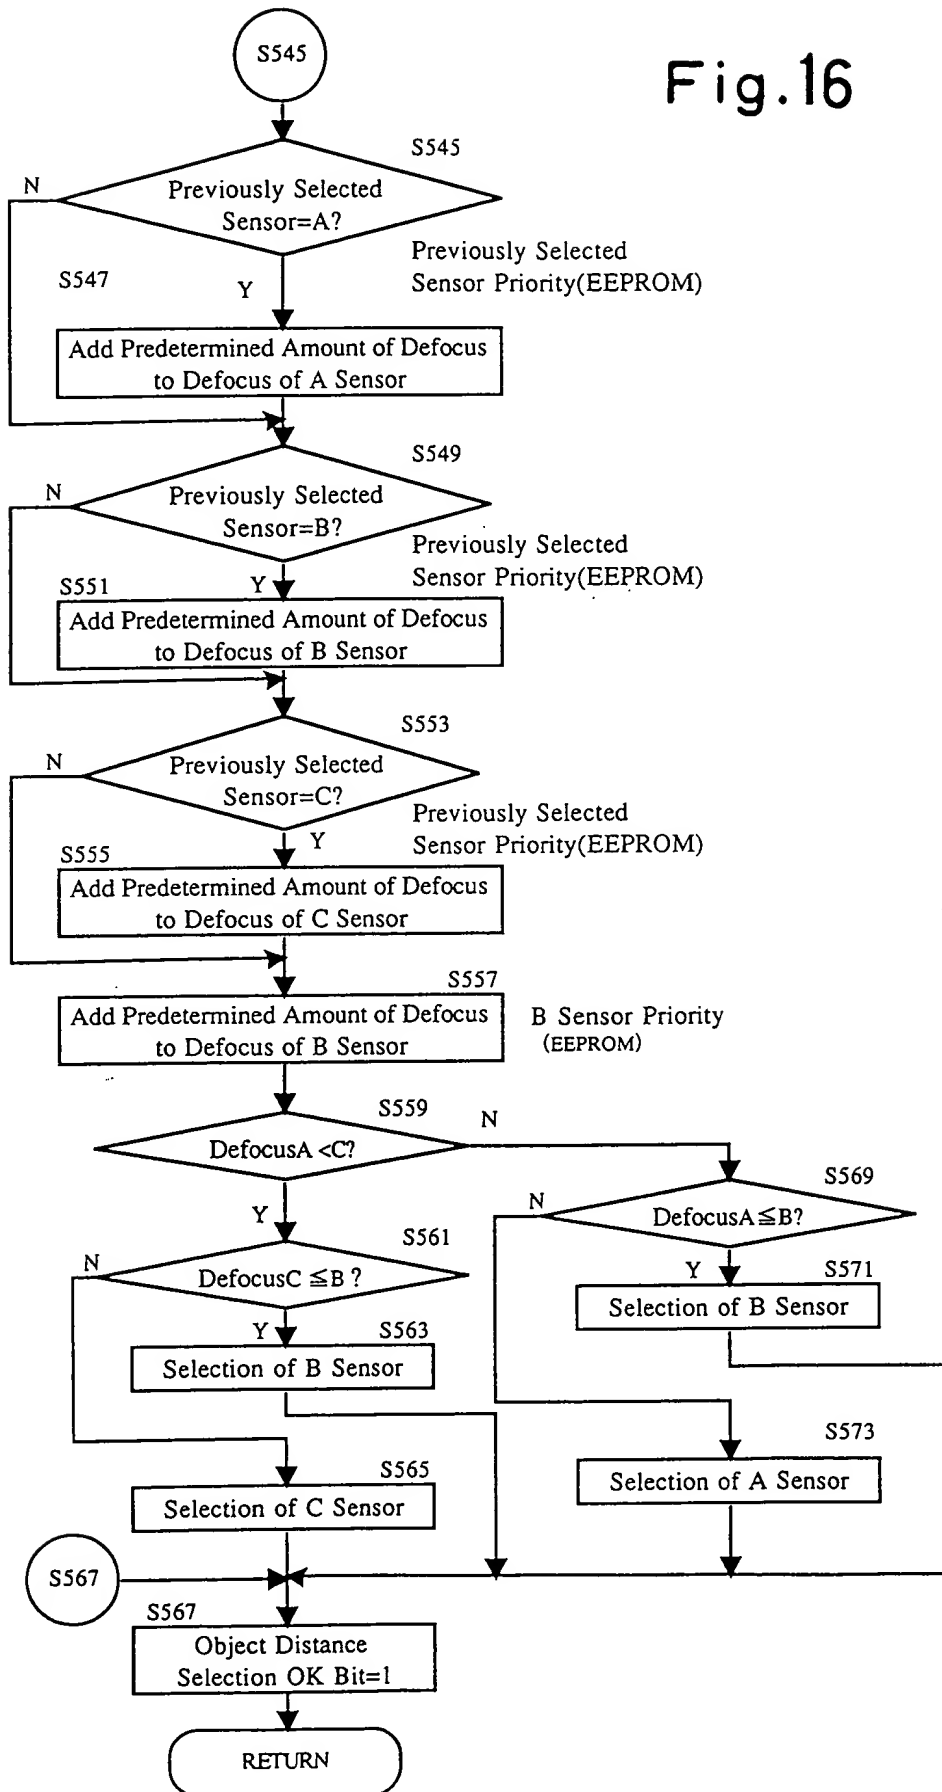 S545
Fig.16
S545
N
Previously Selected
Sensor=A?
Previously Selected
Sensor Priority(EEPROM)
S547
Y
Add Predetermined Amount of Defocus
to Defocus of A Sensor
S549
N
Previously Selected
Sensor=B?
Previously Selected
Sensor Priority(EEPROM)
S551
Y
Add Predetermined Amount of Defocus
to Defocus of B Sensor
S553
N
Previously Selected
Sensor=C?
Previously Selected
Sensor Priority(EEPROM)
S555
Y
Add Predetermined Amount of Defocus
to Defocus of C Sensor
S557
Add Predetermined Amount of Defocus
to Defocus of B Sensor
B Sensor Priority
(EEPROM)
S559
N
DefocusA <C?
S569
N
DefocusA≦B?
Y
S561
N
DefocusC ≦B ?
Y
S571
Selection of B Sensor
Y
S563
Selection of B Sensor
S573
Selection of A Sensor
S565
Selection of C Sensor
S567
S567
Object Distance
Selection OK Bit=1
RETURN